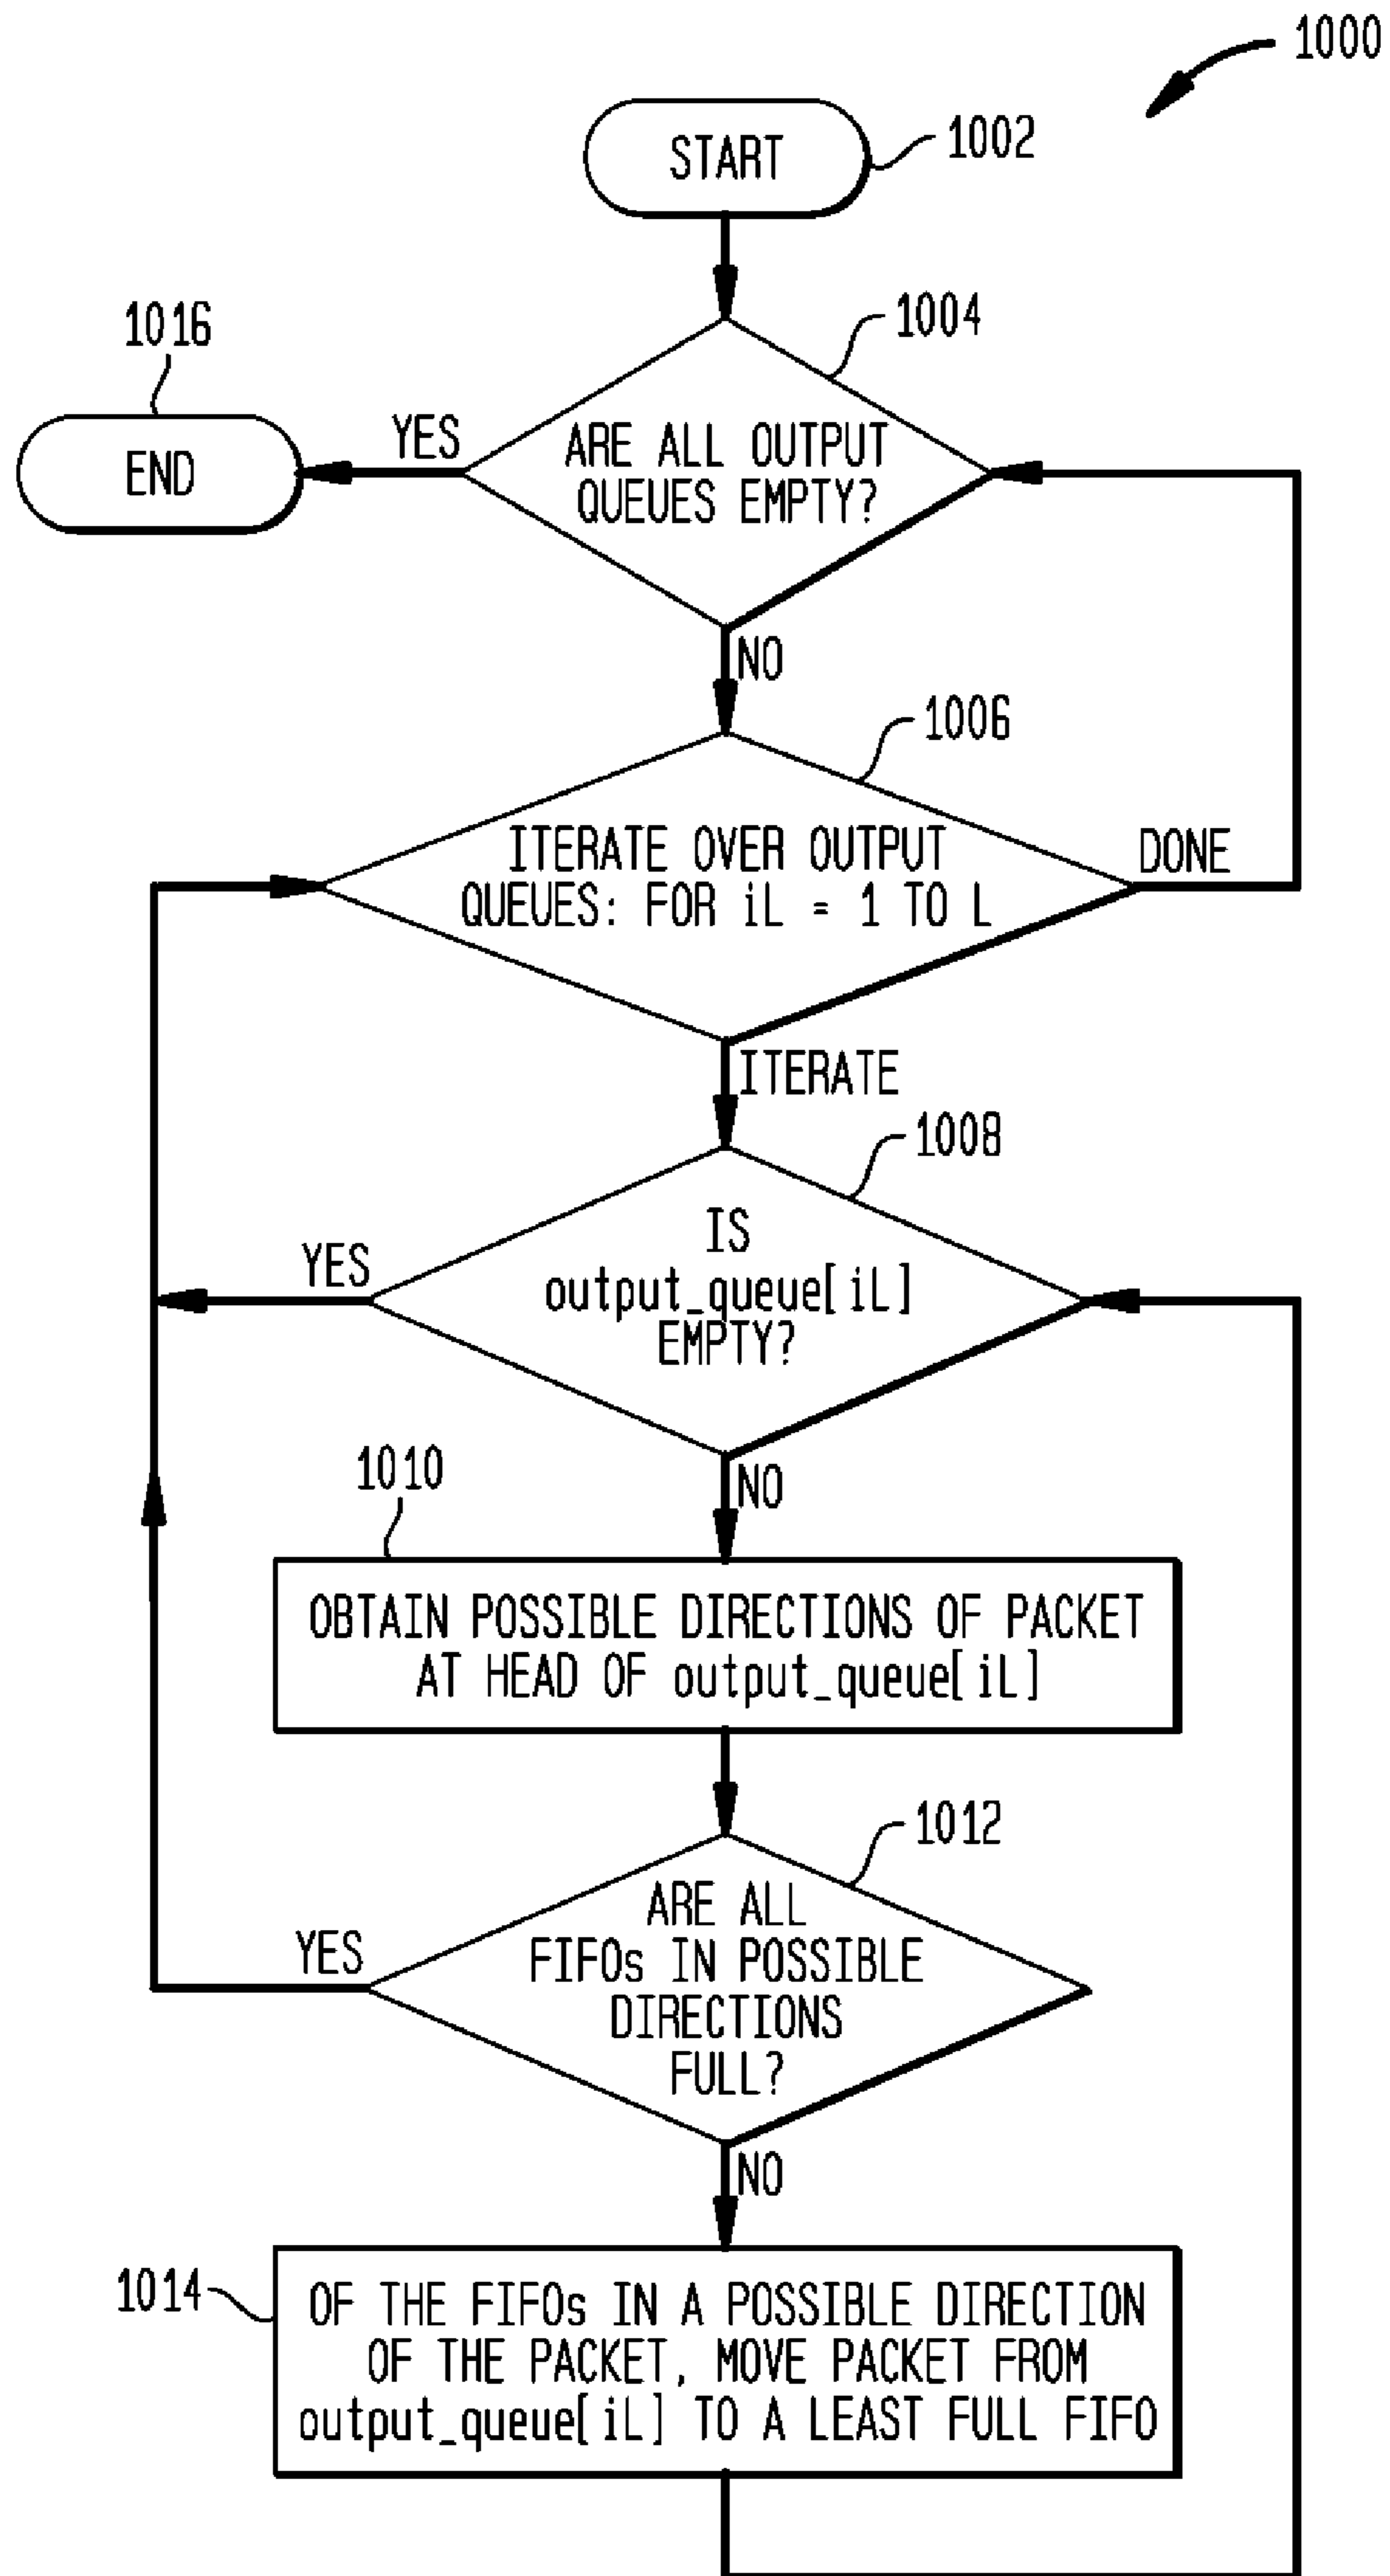 1000
START
1002
1004
1016
YES
END
ARE ALL OUTPUT
QUEUES EMPTY?
NO
1006
ITERATE OVER OUTPUT
QUEUES: FOR iL = 1 TO L
DONE
ITERATE
1008
YES
IS
output_queue[iL]
EMPTY?
NO
1010
OBTAIN POSSIBLE DIRECTIONS OF PACKET
AT HEAD OF output_queue[iL]
1012
YES
ARE ALL
FIFOs IN POSSIBLE
DIRECTIONS
FULL?
NO
1014
OF THE FIFOs IN A POSSIBLE DIRECTION
OF THE PACKET, MOVE PACKET FROM
output_queue[iL] TO A LEAST FULL FIFO